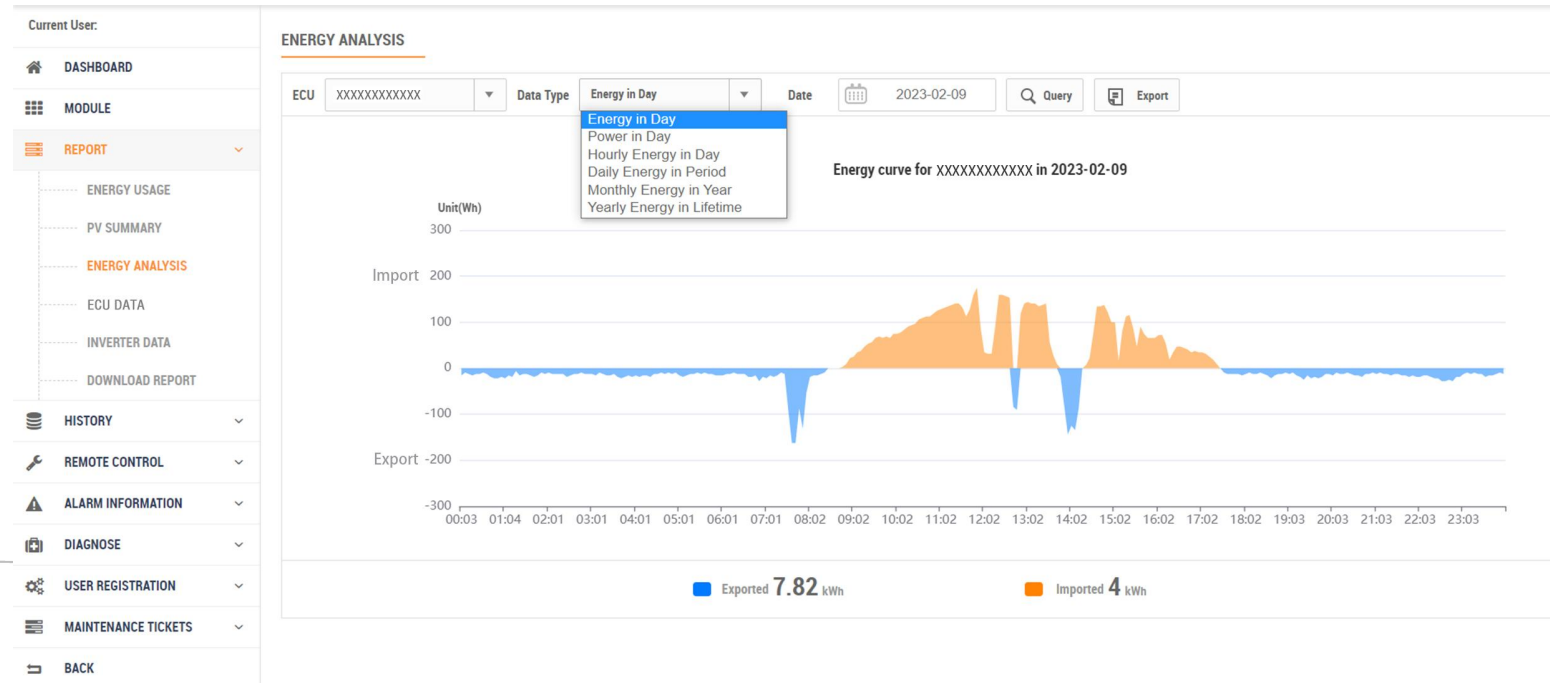 Current User:
DASHBOARD
MODULE
REPORT
ENERGY USAGE
PV SUMMARY
ENERGY ANALYSIS
ECU DATA
INVERTER DATA
DOWNLOAD REPORT
HISTORY
REMOTE CONTROL
ALARM INFORMATION
DIAGNOSE
USER REGISTRATION
MAINTENANCE TICKETS
BACK
ENERGY ANALYSIS
ECU XXXXXXXXXXXX Data Type Energy in Day Date 2023-02-09 Query Export
Energy in Day
Power in Day
Hourly Energy in Day
Daily Energy in Period
Monthly Energy in Year
Yearly Energy in Lifetime
Energy curve for XXXXXXXXXXXX in 2023-02-09
Unit(Wh)
300
Import 200
100
0
-100
Export -200
-300
00:03 01:04 02:01 03:01 04:01 05:01 06:01 07:01 08:02 09:02 10:02 11:02 12:02 13:02 14:02 15:02 16:02 17:02 18:02 19:03 20:03 21:03 22:03 23:03
Exported 7.82 kWh Imported 4 kWh